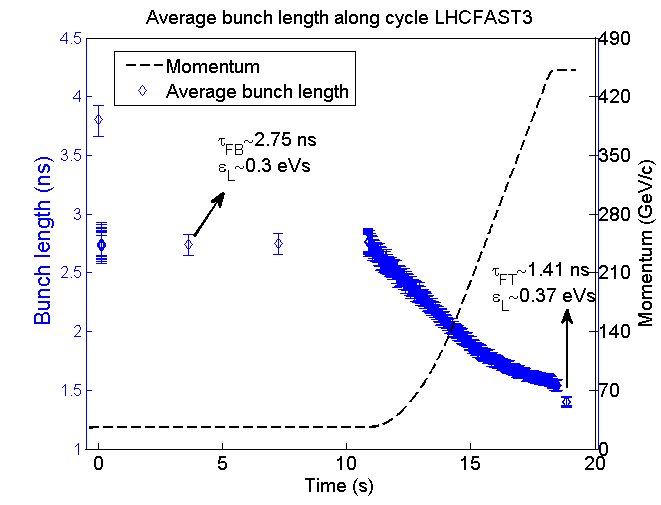 Average bunch length along cycle LHCFAST3
4.5
4
3.5
3
2.5
2
1.5
1
Bunch length (ns)
Momentum
Average bunch length
τFB~2.75 ns
εL~0.3 eVs
τFT~1.41 ns
εL~0.37 eVs
490
420
350
280
210
140
70
0
Momentum (GeV/c)
0 5 10 15 20
Time (s)